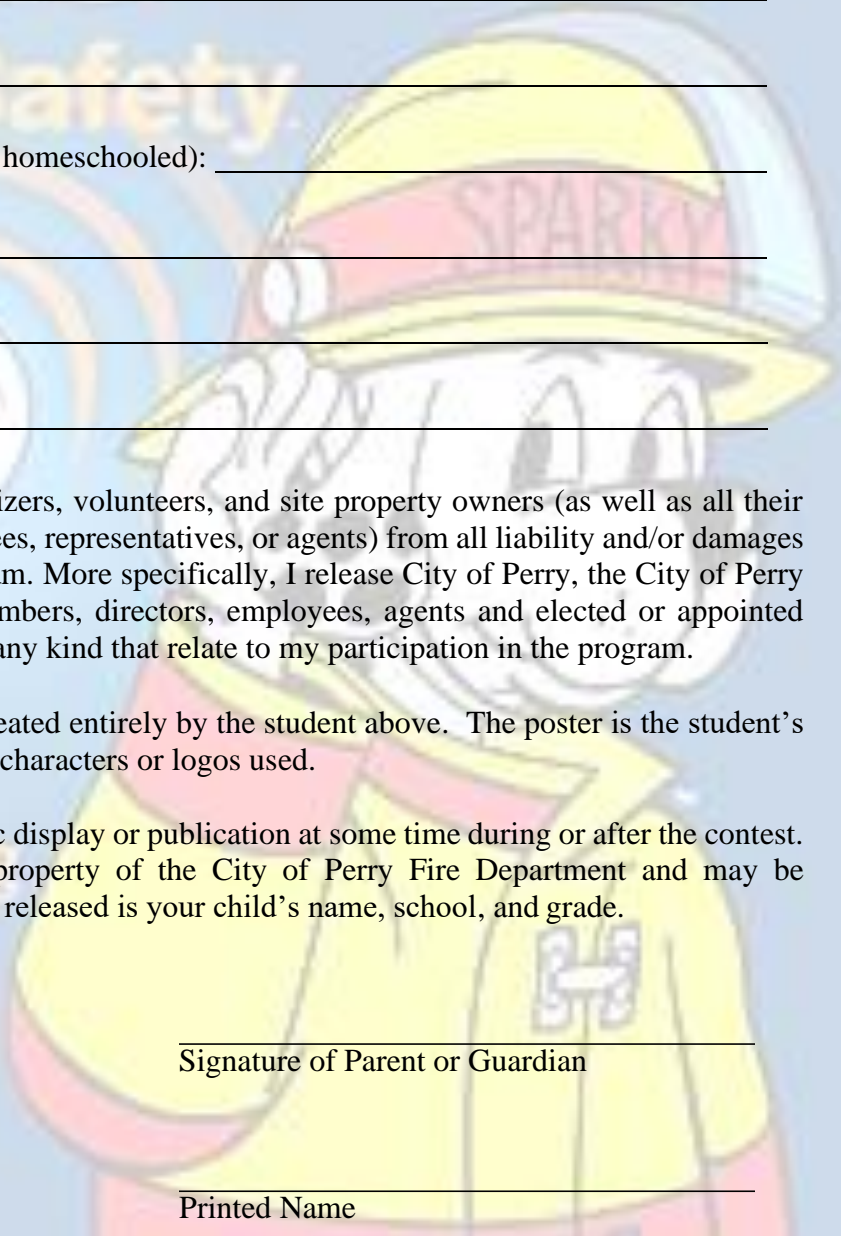 afety
homeschooled):
SPARKY
izers, volunteers, and site property owners (as well as all their
ees, representatives, or agents) from all liability and/or damages
am. More specifically, I release City of Perry, the City of Perry
mbers, directors, employees, agents and elected or appointed
any kind that relate to my participation in the program.
eated entirely by the student above. The poster is the student’s
characters or logos used.
c display or publication at some time during or after the contest.
property of the City of Perry Fire Department and may be
released is your child’s name, school, and grade.
Signature of Parent or Guardian
Printed Name